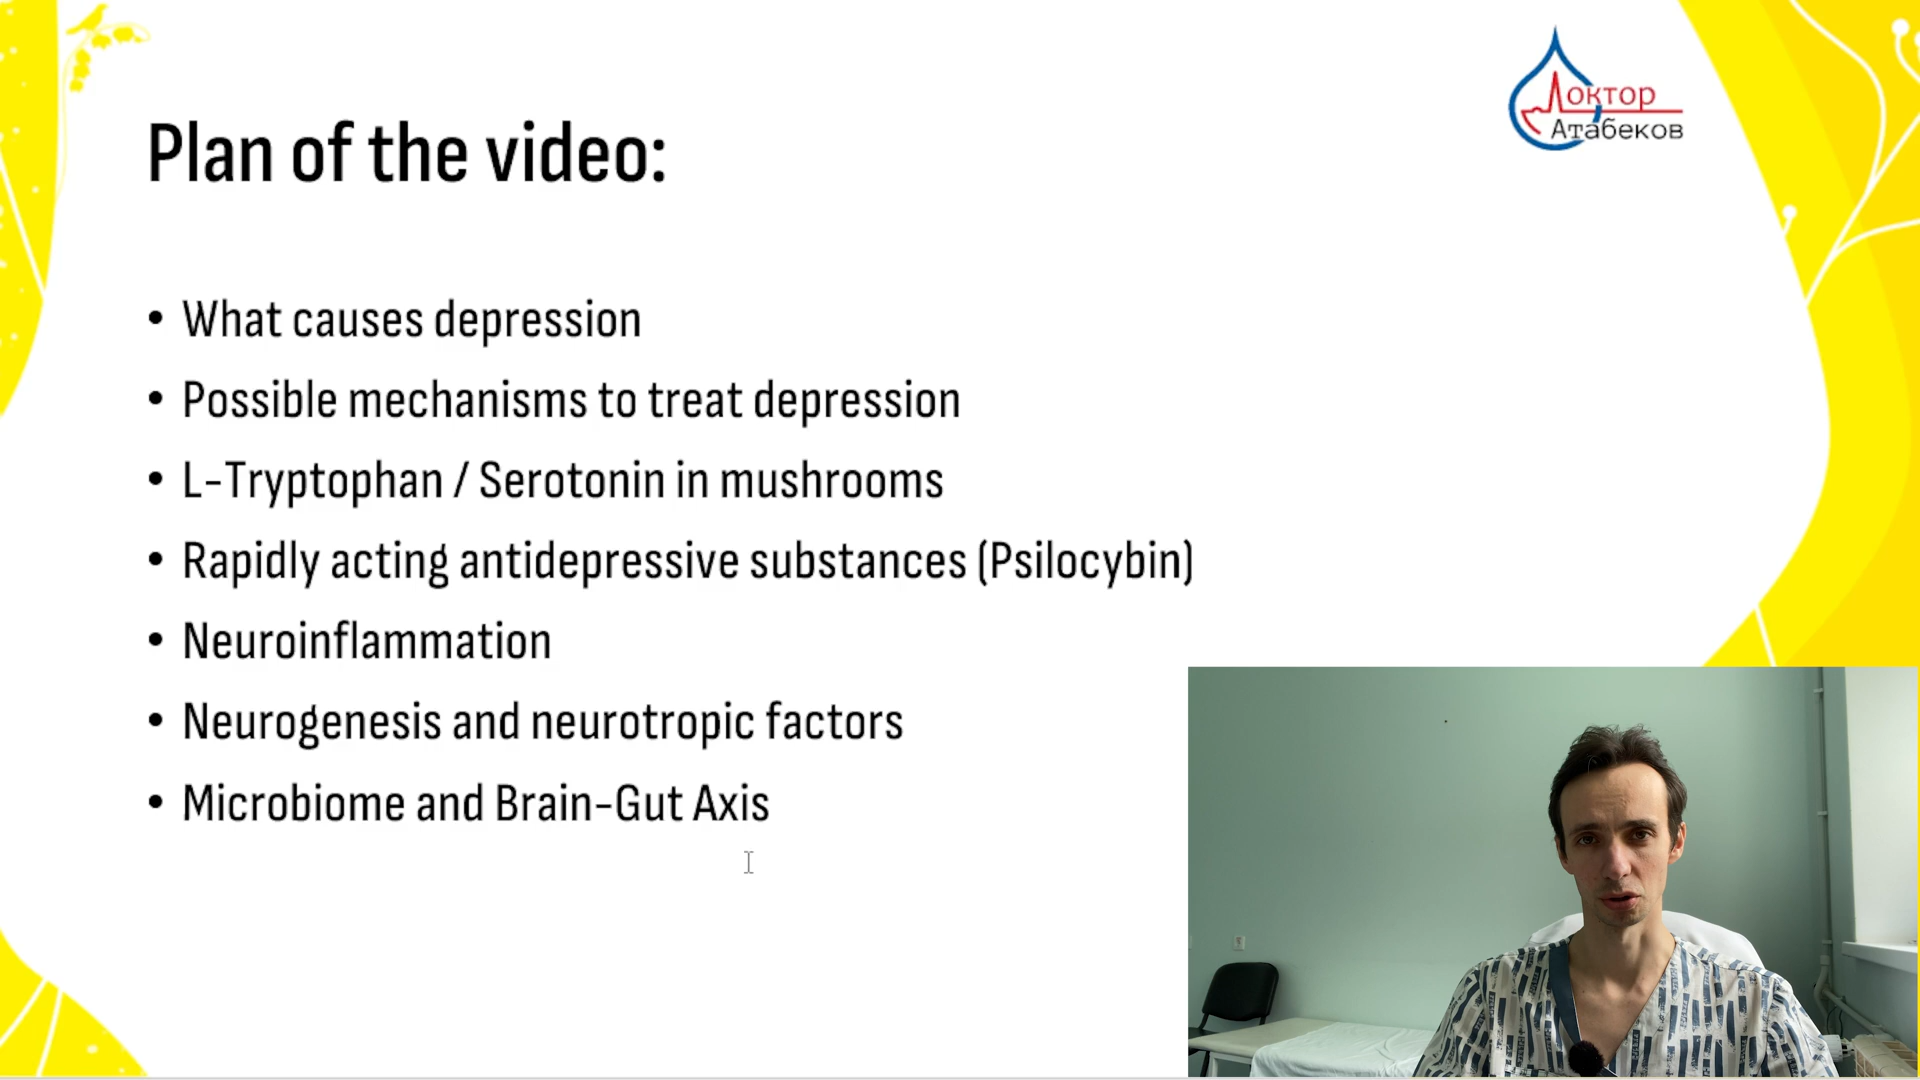 Доктор
Атабеков
Plan of the video:
• What causes depression
• Possible mechanisms to treat depression
• L-Tryptophan / Serotonin in mushrooms
• Rapidly acting antidepressive substances (Psilocybin)
• Neuroinflammation
• Neurogenesis and neurotropic factors
• Microbiome and Brain-Gut Axis